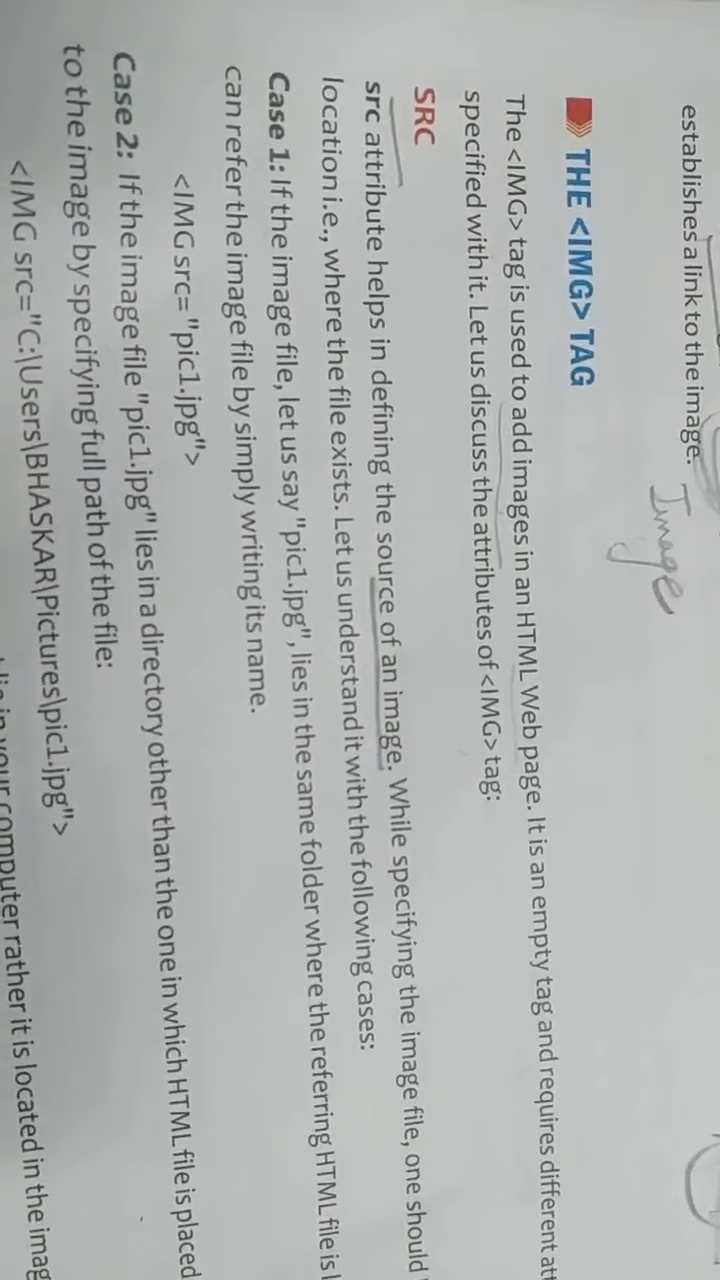 establishes a link to the image.
Image
THE <IMG> TAG
The <IMG> tag is used to add images in an HTML Web page. It is an empty tag and requires different
specified with it. Let us discuss the attributes of <IMG> tag:
SRC
src attribute helps in defining the source of an image. While specifying the image file, one should
location i.e., where the file exists. Let us understand it with the following cases:
Case 1: If the image file, let us say "pic1.jpg", lies in the same folder where the referring HTML file is
can refer the image file by simply writing its name.
<IMG src= "pic1.jpg">
Case 2: If the image file "pic1.jpg" lies in a directory other than the one in which HTML file is placed
to the image by specifying full path of the file:
<IMG src="C:\Users\BHASKAR\Pictures\pic1.jpg">
in your computer rather it is located in the